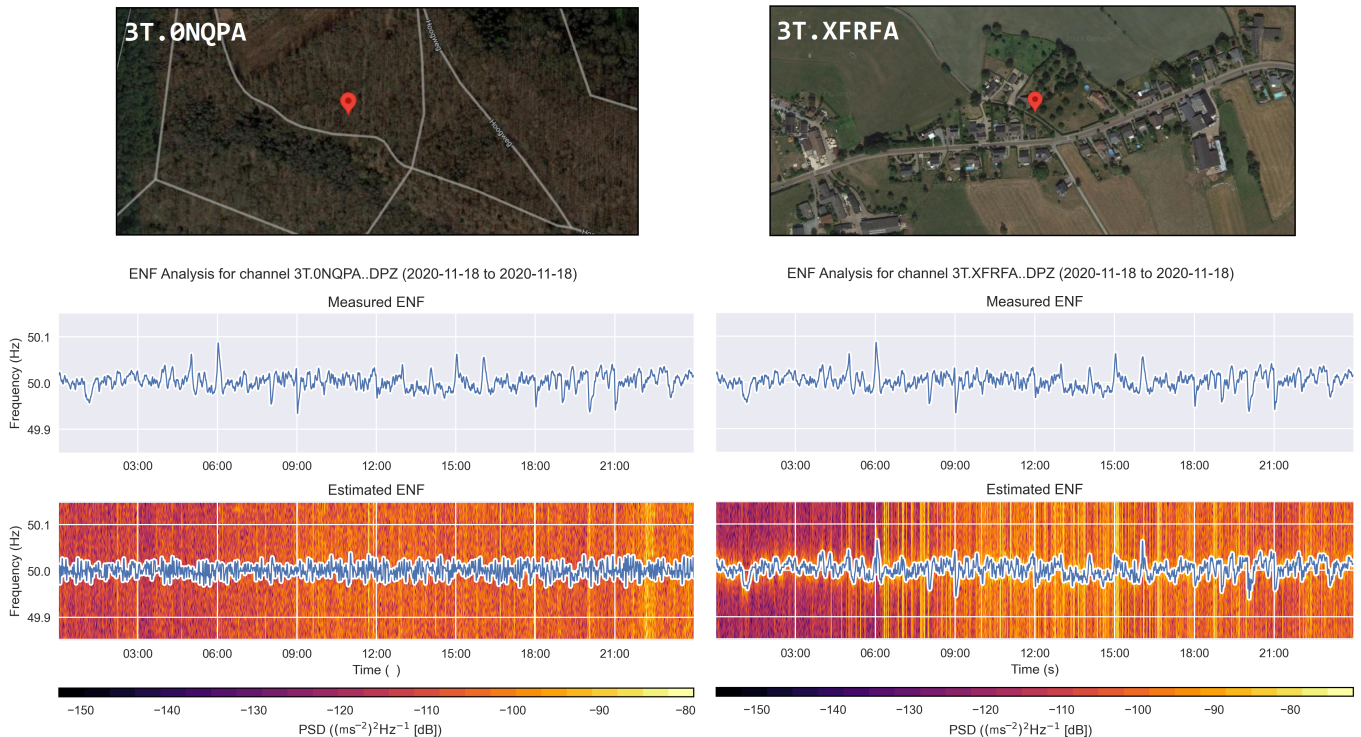 3T.0NQPA
Hoogweg
Hoogweg
3T.XFRFA
ENF Analysis for channel 3T.0NQPA..DPZ (2020-11-18 to 2020-11-18)
Measured ENF
Frequency (Hz)
50.1
50.0
49.9
03:00 06:00 09:00 12:00 15:00 18:00 21:00
Estimated ENF
Frequency (Hz)
50.1
50.0
49.9
03:00 06:00 09:00 12:00 15:00 18:00 21:00
Time ( )
−150 −140 −130 −120 −110 −100 −90 −80
PSD ((ms⁻²)²Hz⁻¹ [dB])
ENF Analysis for channel 3T.XFRFA..DPZ (2020-11-18 to 2020-11-18)
Measured ENF
03:00 06:00 09:00 12:00 15:00 18:00 21:00
Estimated ENF
03:00 06:00 09:00 12:00 15:00 18:00 21:00
Time (s)
−150 −140 −130 −120 −110 −100 −90 −80
PSD ((ms⁻²)²Hz⁻¹ [dB])